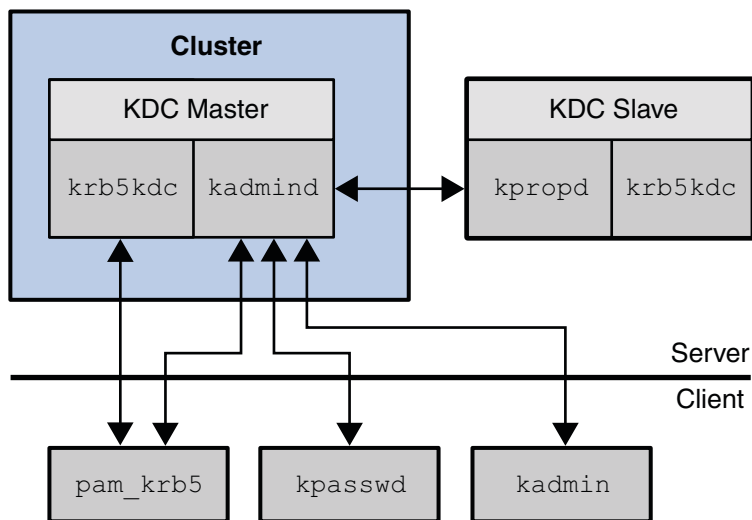 Cluster
KDC Master
krb5kdc
kadmind
KDC Slave
kpropd
krb5kdc
Server
Client
pam_krb5
kpasswd
kadmin